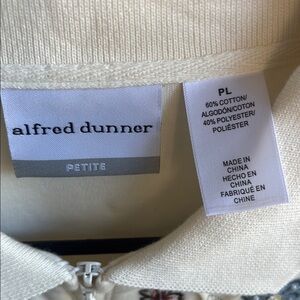 alfred dunner
PETITE
PL
60% COTTON/
ALGODÓN/COTON
40% POLYESTER/
POLIÉSTER
MADE IN
CHINA
HECHO EN
CHINA
FABRIQUÉ EN
CHINE